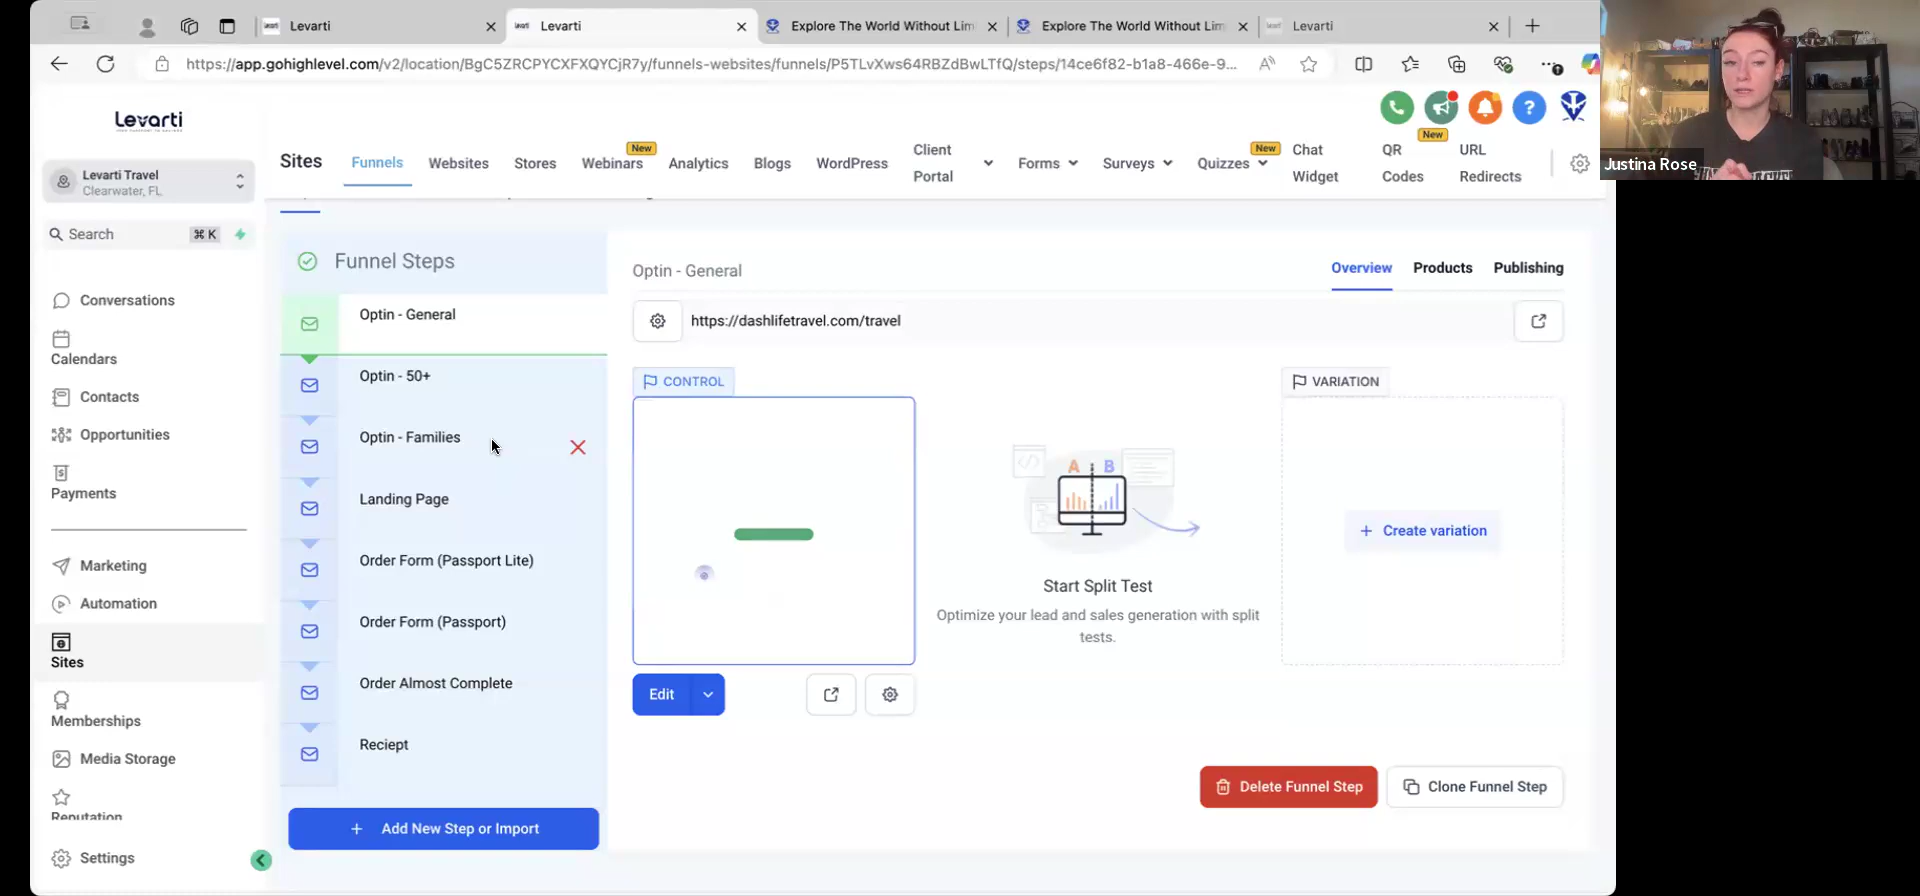 Levarti
Levarti
Explore The World Without Lim
Explore The World Without Lim
Levarti
https://app.gohighlevel.com/v2/location/BgC5ZRCPYCXFXQYCjR7y/funnels-websites/funnels/P5TLvXws64RBZdBwLTfQ/steps/14ce6f82-b1a8-466e-9...
Justina Rose
Levarti
Levarti Travel
Clearwater, FL
Search
⌘ K
Conversations
Calendars
Contacts
Opportunities
Payments
Marketing
Automation
Sites
Memberships
Media Storage
Reputation
Settings
Sites
Funnels
Websites
Stores
Webinars
New
Analytics
Blogs
WordPress
Client
Portal
Forms
Surveys
Quizzes
New
Chat
Widget
New
QR
Codes
URL
Redirects
Funnel Steps
Optin - General
Optin - 50+
Optin - Families
Landing Page
Order Form (Passport Lite)
Order Form (Passport)
Order Almost Complete
Reciept
+ Add New Step or Import
Optin - General
Overview
Products
Publishing
https://dashlifetravel.com/travel
CONTROL
VARIATION
A B
+ Create variation
Start Split Test
Optimize your lead and sales generation with split
tests.
Edit
Delete Funnel Step
Clone Funnel Step